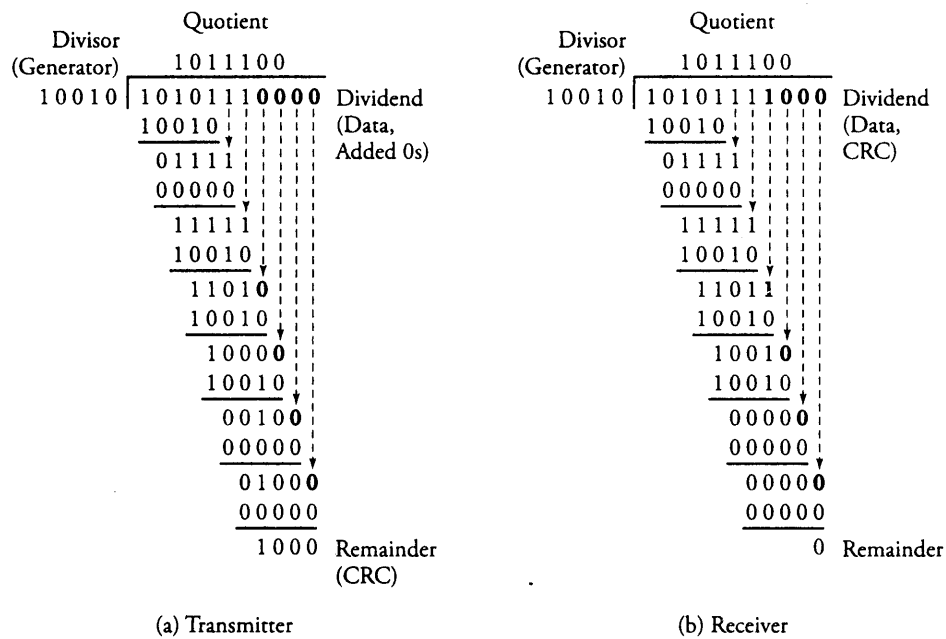 Quotient
Divisor
(Generator)
1011100
10010
10101110000
Dividend
(Data,
Added 0s)
10010
01111
00000
11111
10010
11010
10010
10000
10010
00100
00000
01000
00000
1000
Remainder
(CRC)
(a) Transmitter
Quotient
Divisor
(Generator)
1011100
10010
10101111000
Dividend
(Data,
CRC)
10010
01111
00000
11111
10010
11011
10010
10010
10010
00000
00000
00000
00000
0
Remainder
(b) Receiver